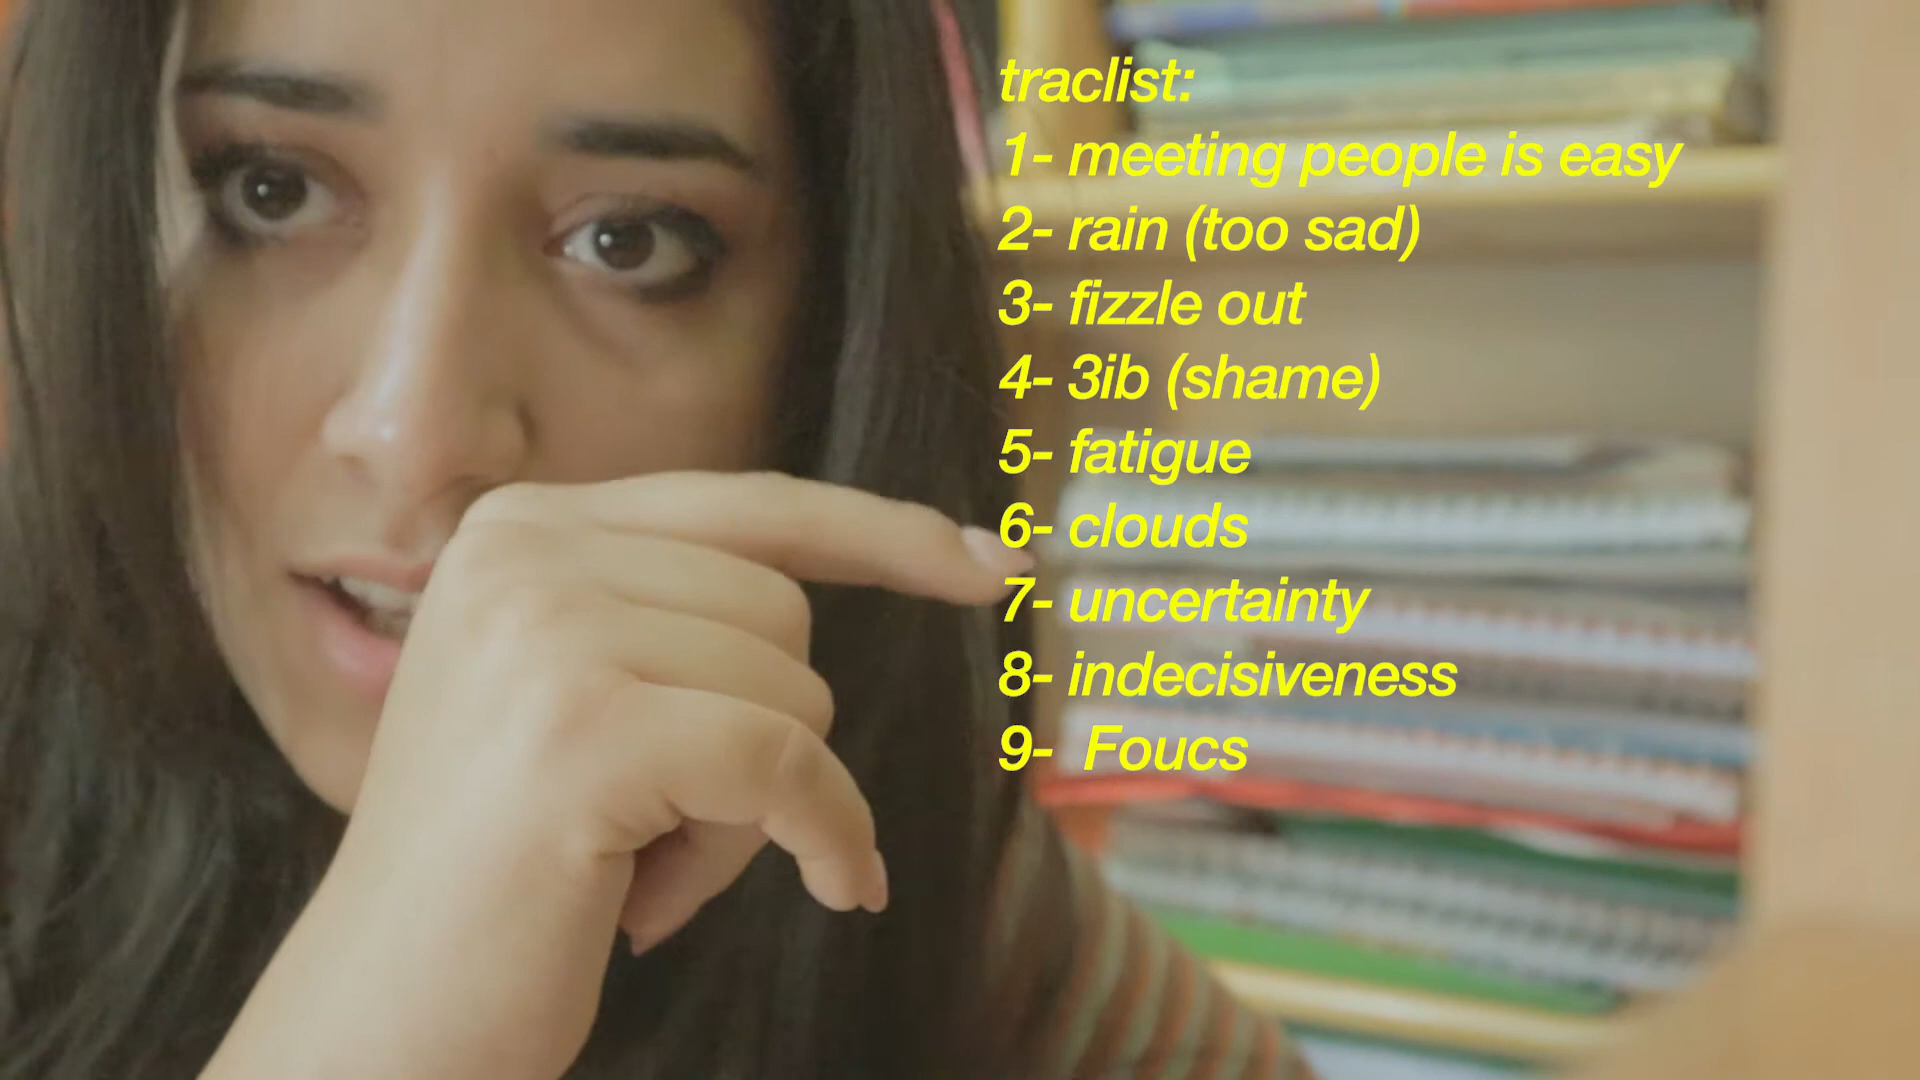 traclist:
1- meeting people is easy
2- rain (too sad)
3- fizzle out
4- 3ib (shame)
5- fatigue
6- clouds
7- uncertainty
8- indecisiveness
9-  Foucs